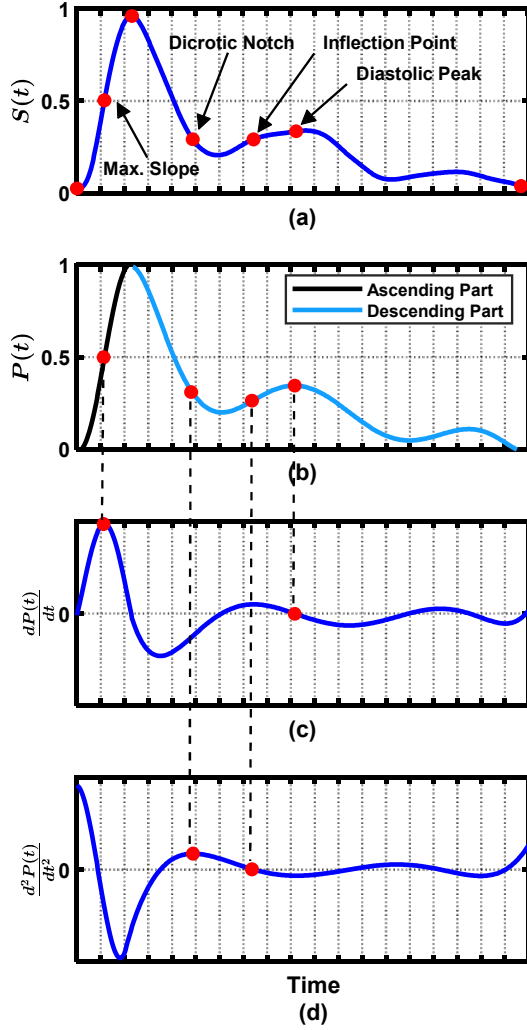 1
Dicrotic Notch
Inflection Point
Diastolic Peak
S(t)
0.5
Max. Slope
0
(a)
1
Ascending Part
Descending Part
P(t)
0.5
0
(b)
dP(t)/dt
0
(c)
d²P(t)/dt²
0
Time
(d)